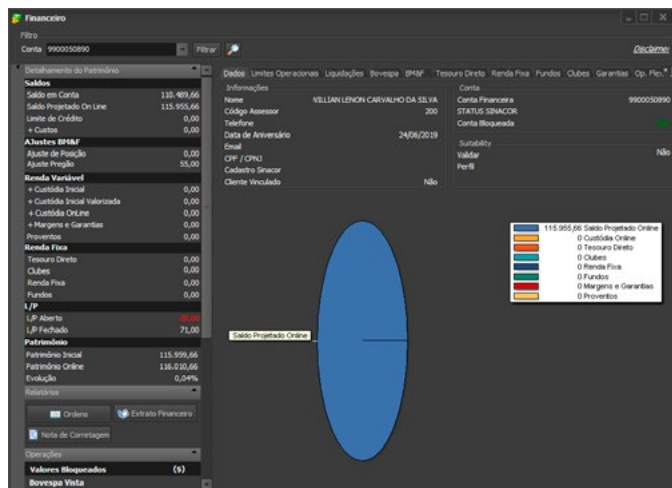 Financeiro
Filtro
Conta 9900050890 Filtrar Disclaimer
Detalhamento do Patrimônio
Saldos
Saldo em Conta 110.489,66
Saldo Projetado On Line 115.955,66
Limite de Crédito 0,00
+ Custos 0,00
AJustes BM&F
Ajuste de Posição 0,00
Ajuste Pregão 55,00
Renda Variável
+ Custódia Inicial 0,00
+ Custódia Inicial Valorizada 0,00
+ Custódia OnLine 0,00
+ Margens e Garantias 0,00
Proventos 0,00
Renda Fixa
Tesouro Direto 0,00
Clubes 0,00
Renda Fixa 0,00
Fundos 0,00
L/P
L/P Aberto
L/P Fechado 71,00
Patrimônio
Patrimônio Inicial 115.959,66
Patrimônio Online 116.010,66
Evolução 0,04%
Relatórios
Ordens Extrato Financeiro
Nota de Corretagem
Operações
Valores Bloqueados ($)
Bovespa Vista
Dados Limites Operacionais Liquidações Bovespa BM&F Tesouro Direto Renda Fixa Fundos Clubes Garantias Op. Fle
Informações
Nome VILLIAN LENON CARVALHO DA SILVA
Código Assessor 200
Telefone
Data de Aniversário 24/06/2019
Email
CPF / CPNJ
Cadastro Sinacor
Cliente Vinculado Não
Conta
Conta Financeira 9900050890
STATUS SINACOR
Conta Bloqueada
Suitability
Validar Não
Perfil
Saldo Projetado Online
115.955,66 Saldo Projetado Online
0 Custódia Online
0 Tesouro Direto
0 Clubes
0 Renda Fixa
0 Fundos
0 Margens e Garantias
0 Proventos